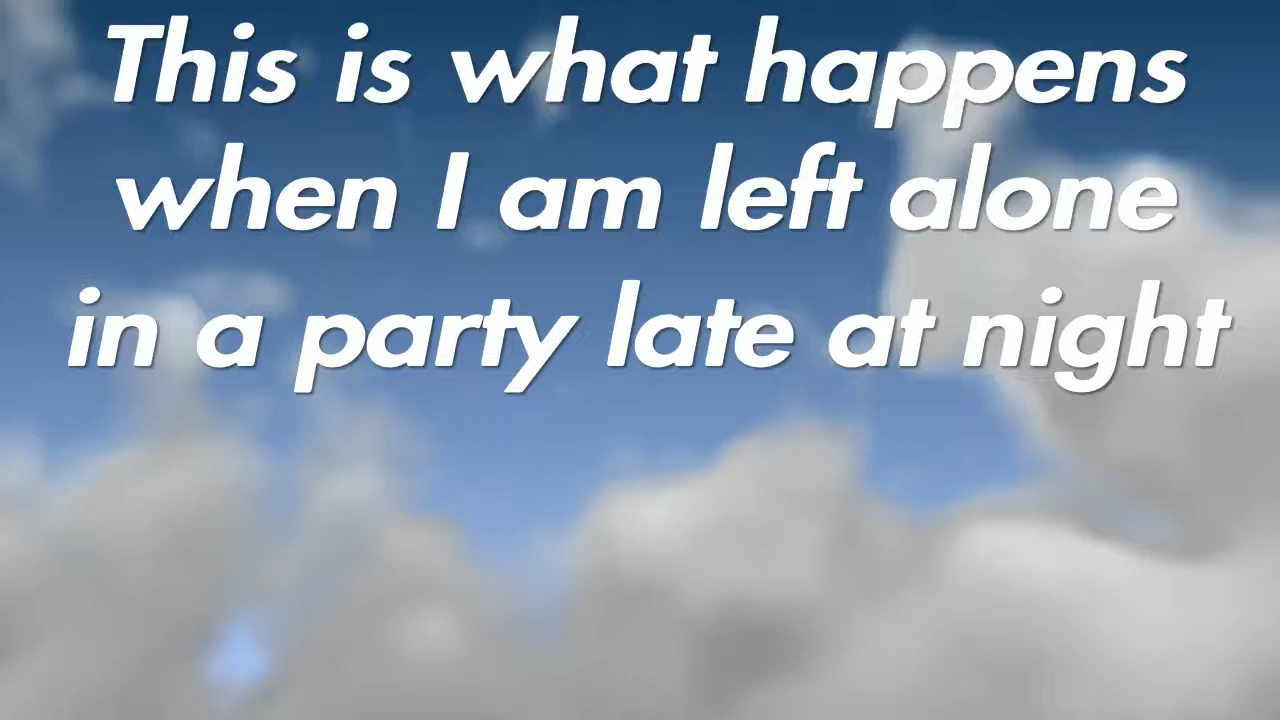 This is what happens
when I am left alone
in a party late at night